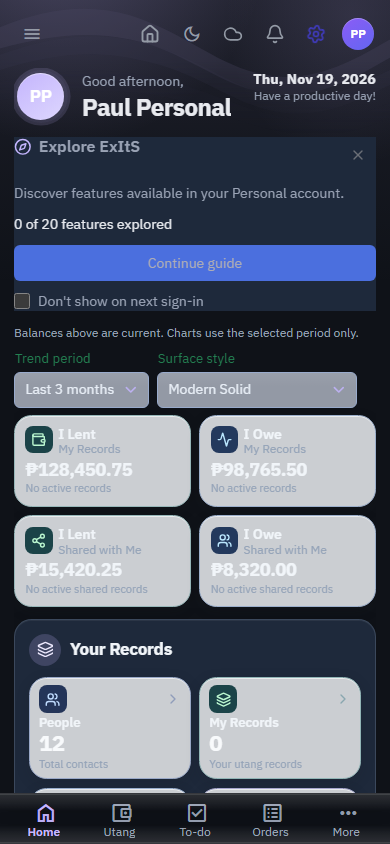 PP
Good afternoon,
Paul Personal
Thu, Nov 19, 2026
Have a productive day!
PP
Explore ExItS
Discover features available in your Personal account.
0 of 20 features explored
Continue guide
Don't show on next sign-in
Balances above are current. Charts use the selected period only.
Trend period
Surface style
Last 3 months
Modern Solid
I Lent
My Records
₱128,450.75
No active records
I Owe
My Records
₱98,765.50
No active records
I Lent
Shared with Me
₱15,420.25
No active shared records
I Owe
Shared with Me
₱8,320.00
No active shared records
Your Records
People
12
Total contacts
My Records
0
Your utang records
Home
Utang
To-do
Orders
More